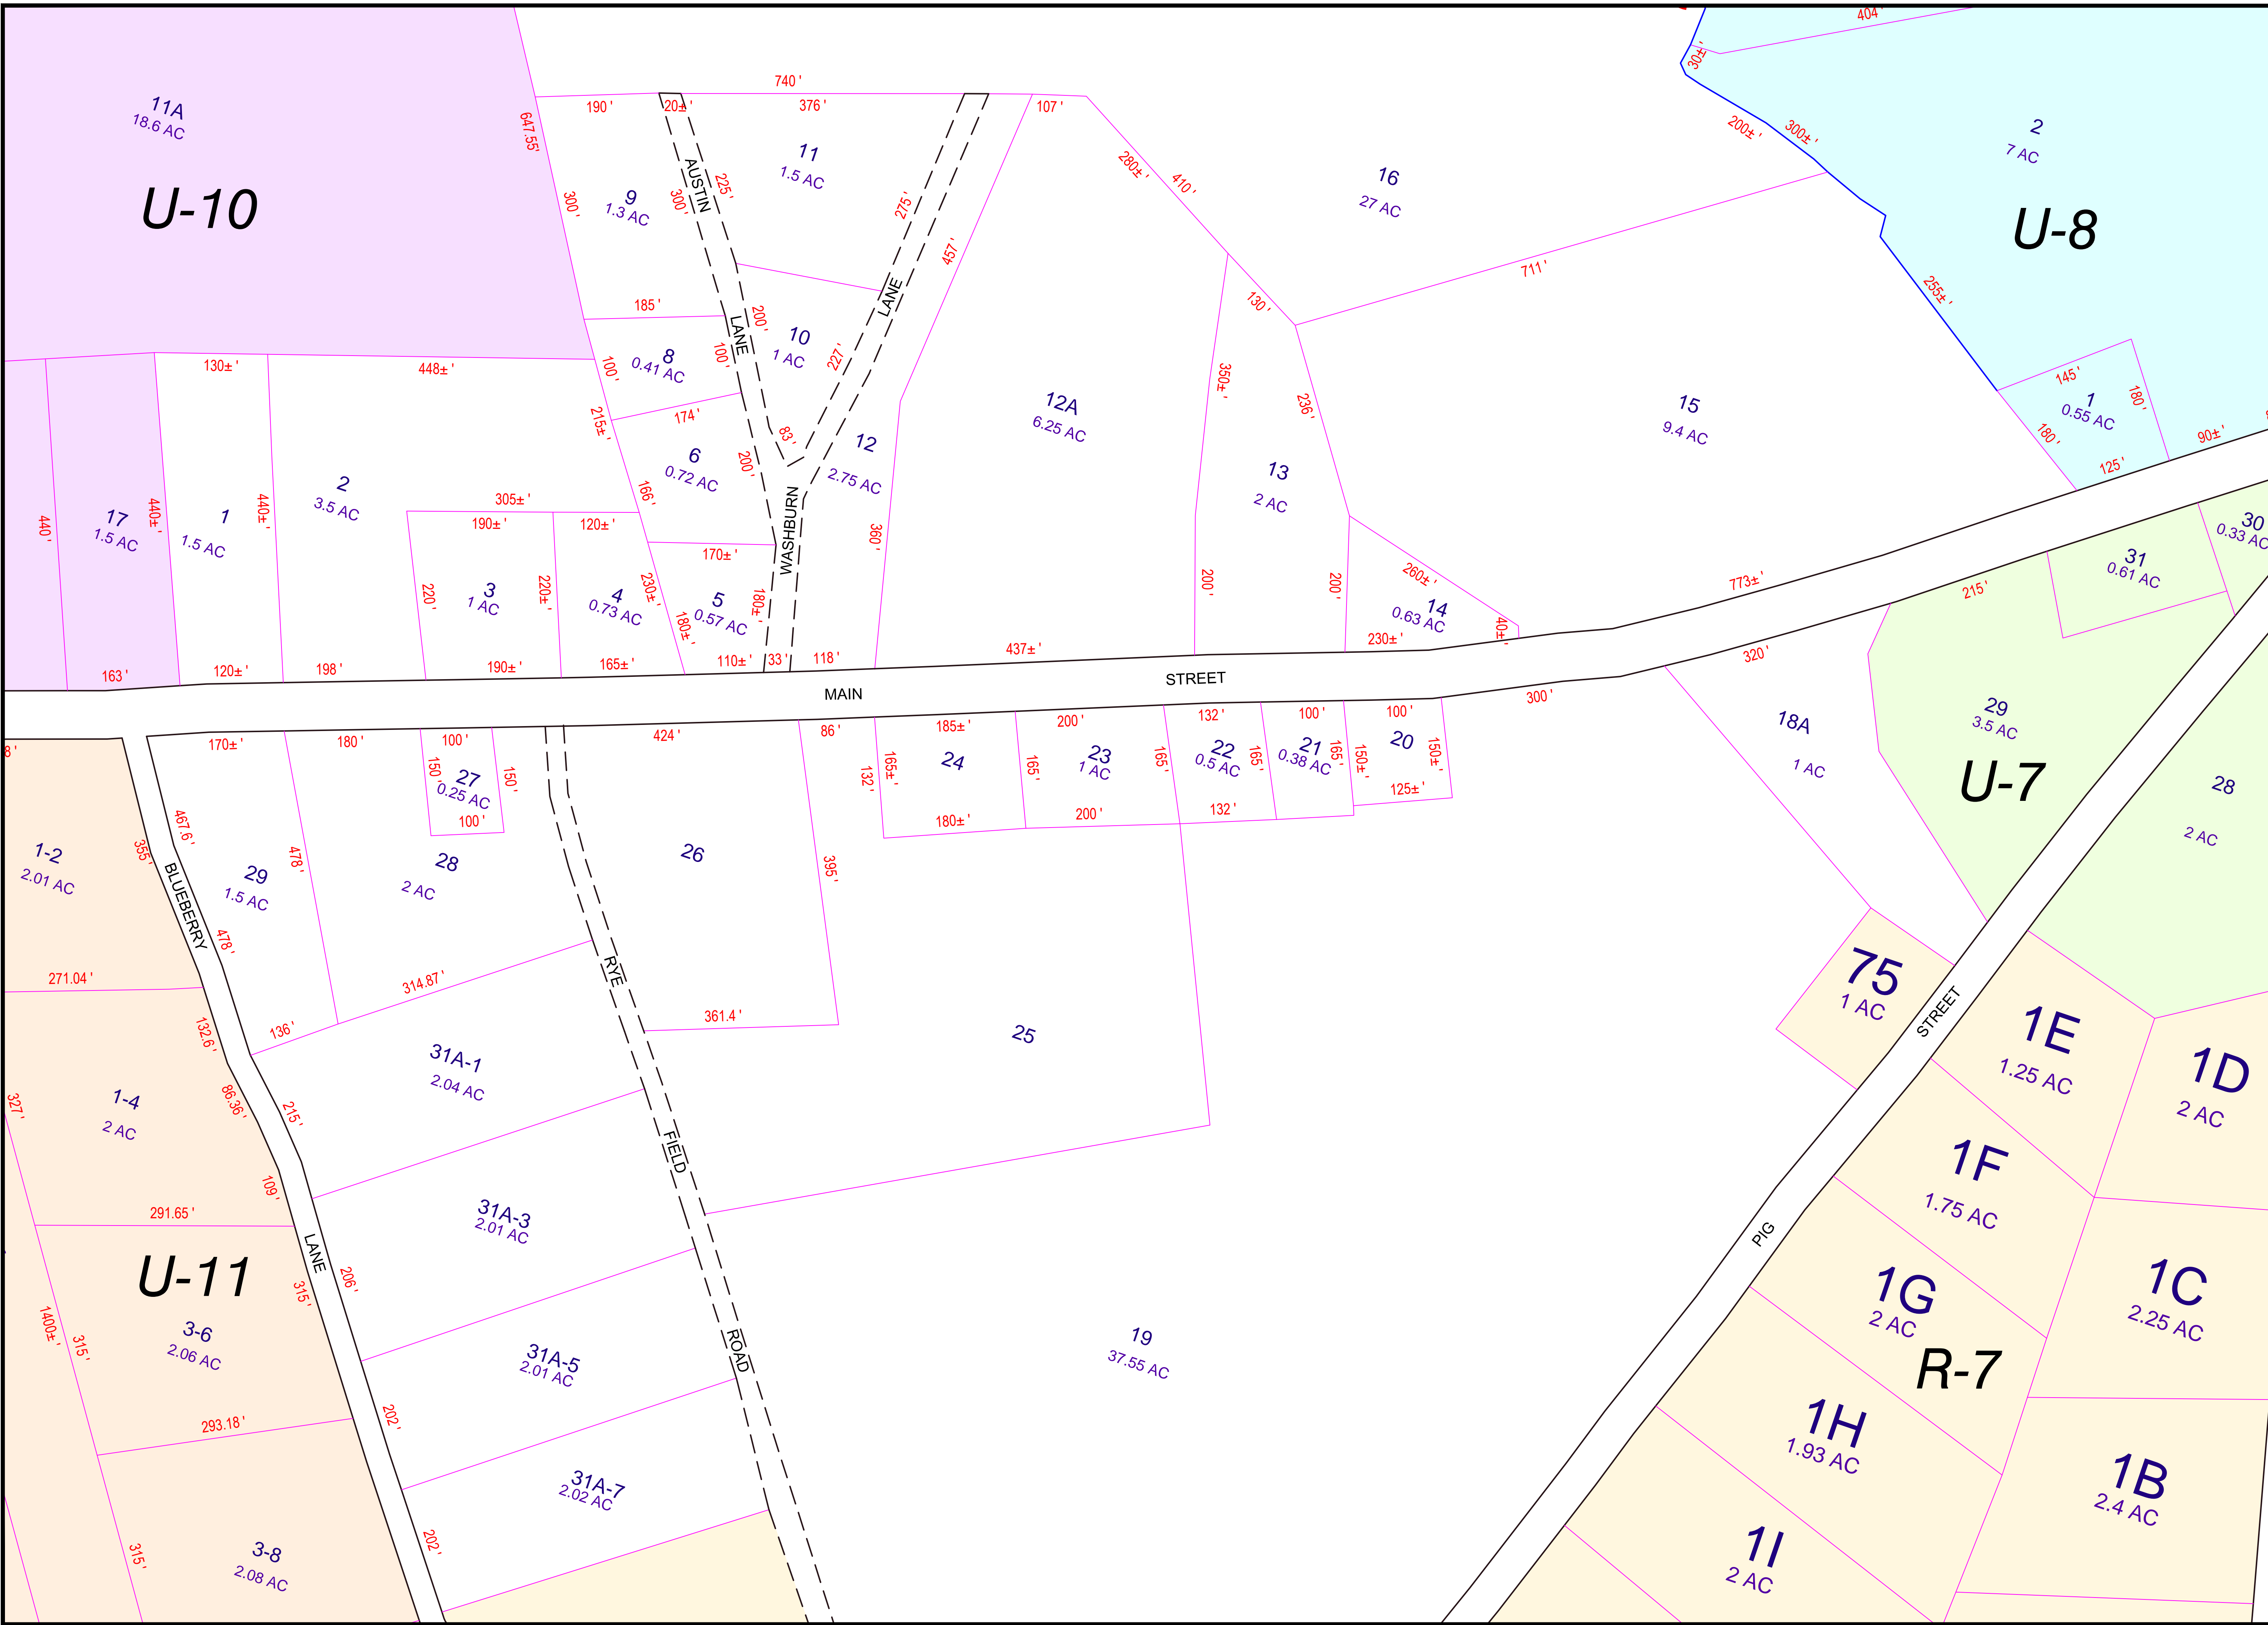 404'
30±'
740'
11A
18.6 AC
190'
20±'
376'
107'
647.55'
200±'
300±'
2
7 AC
U-10
AUSTIN
225'
11
1.5 AC
280±'
410'
16
27 AC
9
1.3 AC
300'
300'
275'
U-8
457'
711'
185'
LANE
200'
LANE
130'
255±'
130±'
448±'
8
0.41 AC
100'
100'
10
1 AC
227'
350±'
236'
12A
6.25 AC
15
9.4 AC
145'
180'
1
0.55 AC
180'
125'
90±'
215±'
174'
83'
12
2.75 AC
6
0.72 AC
200'
166'
13
2 AC
2
3.5 AC
305±'
190±'
120±'
440'
17
1.5 AC
440±'
1
1.5 AC
440±'
WASHBURN
360'
170±'
30
0.33 AC
31
0.61 AC
220'
3
1 AC
220±'
4
0.73 AC
230±'
180±'
5
0.57 AC
180±'
200'
200'
260±'
14
0.63 AC
40±'
773±'
215'
163'
120±'
198'
190±'
165±'
110±'
33'
118'
437±'
230±'
320'
MAIN
STREET
8'
170±'
180'
100'
424'
86'
185±'
200'
132'
100'
100'
300'
18A
1 AC
29
3.5 AC
150'
27
0.25 AC
150'
100'
132'
165±'
24
165'
23
1 AC
165'
22
0.5 AC
165'
21
0.38 AC
165'
150±'
20
150±'
125±'
180±'
200'
132'
U-7
28
2 AC
467.6'
355'
1-2
2.01 AC
BLUEBERRY
29
1.5 AC
478'
28
2 AC
26
395'
478'
271.04'
314.87'
RYE
75
1 AC
STREET
1E
1.25 AC
132.6'
136'
361.4'
25
31A-1
2.04 AC
1D
2 AC
327'
1-4
2 AC
86.36'
215'
FIELD
1F
1.75 AC
109'
291.65'
31A-3
2.01 AC
PIG
U-11
LANE
206'
315'
1G
2 AC
1C
2.25 AC
1400±'
315'
3-6
2.06 AC
31A-5
2.01 AC
ROAD
19
37.55 AC
R-7
293.18'
202'
1H
1.93 AC
31A-7
2.02 AC
1B
2.4 AC
315'
3-8
2.08 AC
202'
1I
2 AC